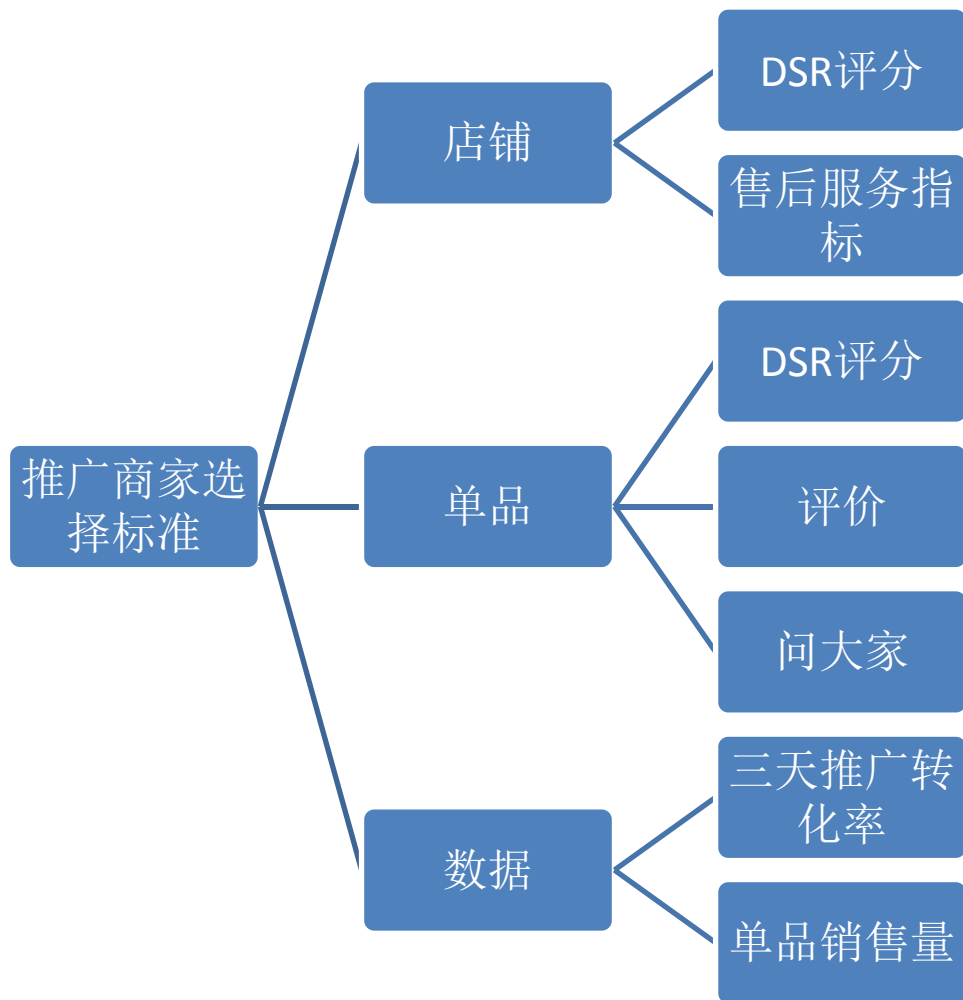 DSR评分
店铺
售后服务指
标
DSR评分
推广商家选
择标准
单品
评价
问大家
三天推广转
化率
数据
单品销售量